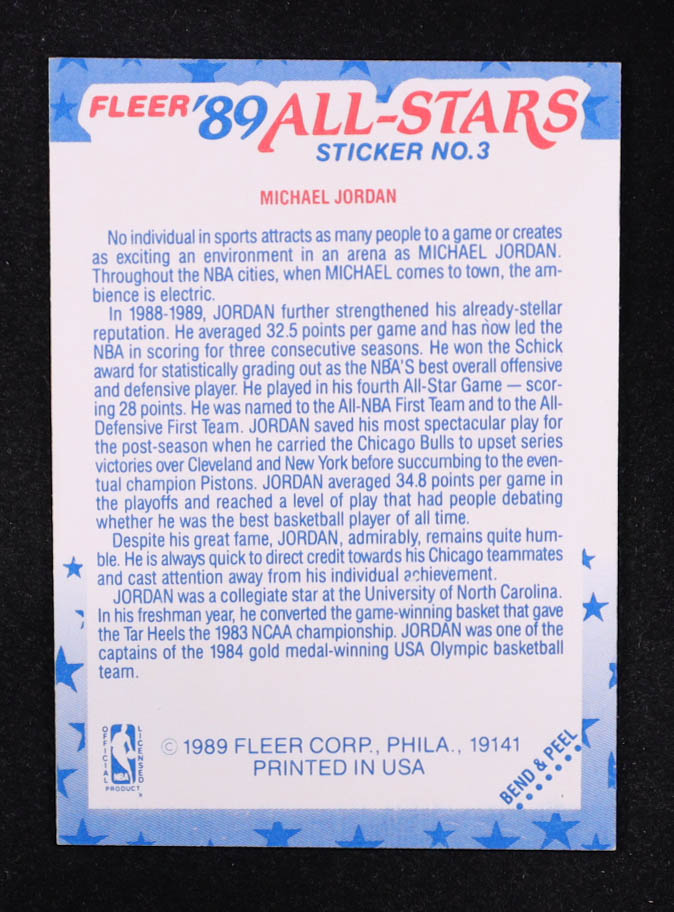 FLEER '89 ALL-STARS
STICKER NO.3
MICHAEL JORDAN
No individual in sports attracts as many people to a game or creates
as exciting an environment in an arena as MICHAEL JORDAN.
Throughout the NBA cities, when MICHAEL comes to town, the am-
bience is electric.
In 1988-1989, JORDAN further strengthened his already-stellar
reputation. He averaged 32.5 points per game and has now led the
NBA in scoring for three consecutive seasons. He won the Schick
award for statistically grading out as the NBA'S best overall offensive
and defensive player. He played in his fourth All-Star Game — scor-
ing 28 points. He was named to the All-NBA First Team and to the All-
Defensive First Team. JORDAN saved his most spectacular play for
the post-season when he carried the Chicago Bulls to upset series
victories over Cleveland and New York before succumbing to the even-
tual champion Pistons. JORDAN averaged 34.8 points per game in
the playoffs and reached a level of play that had people debating
whether he was the best basketball player of all time.
Despite his great fame, JORDAN, admirably, remains quite hum-
ble. He is always quick to direct credit towards his Chicago teammates
and cast attention away from his individual achievement.
JORDAN was a collegiate star at the University of North Carolina.
In his freshman year, he converted the game-winning basket that gave
the Tar Heels the 1983 NCAA championship. JORDAN was one of the
captains of the 1984 gold medal-winning USA Olympic basketball
team.
OFFICIAL
NBA
LICENSED
PRODUCT
© 1989 FLEER CORP., PHILA., 19141
PRINTED IN USA
BEND & PEEL